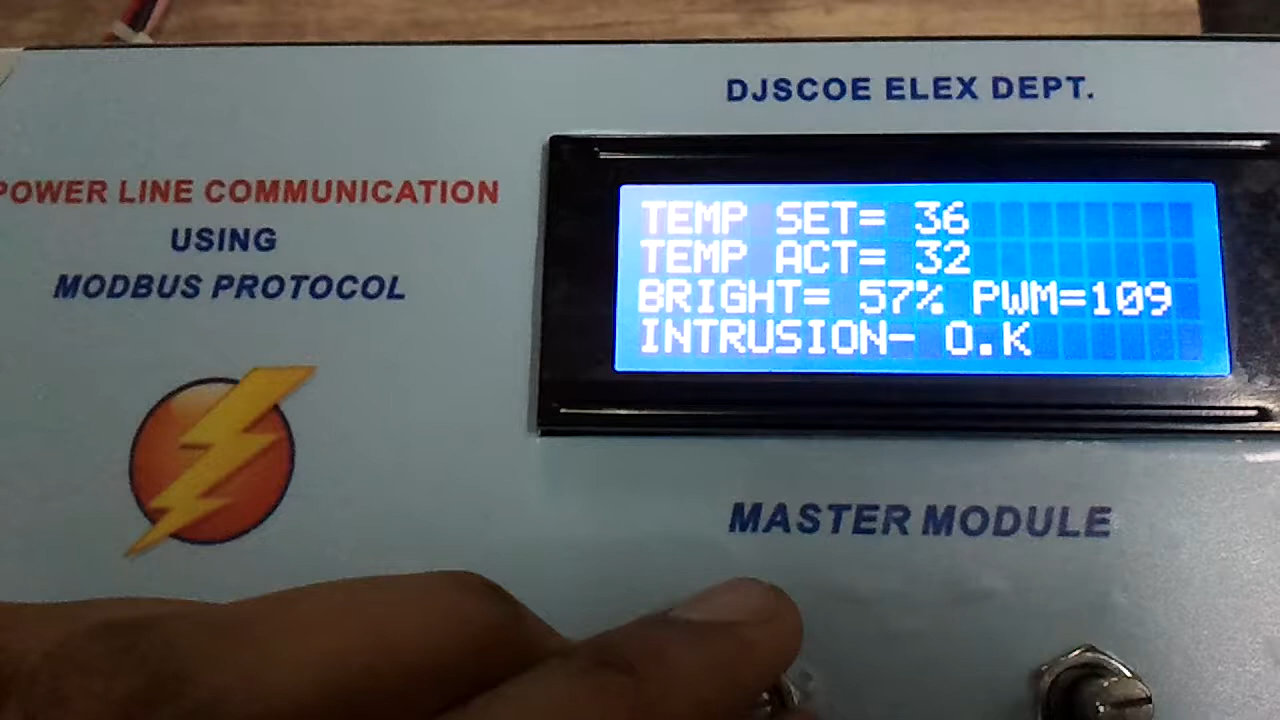 DJSCOE ELEX DEPT.
POWER LINE COMMUNICATION
USING
MODBUS PROTOCOL
TEMP SET= 36
TEMP ACT= 32
BRIGHT= 57% PWM=109
INTRUSION- O.K
MASTER MODULE